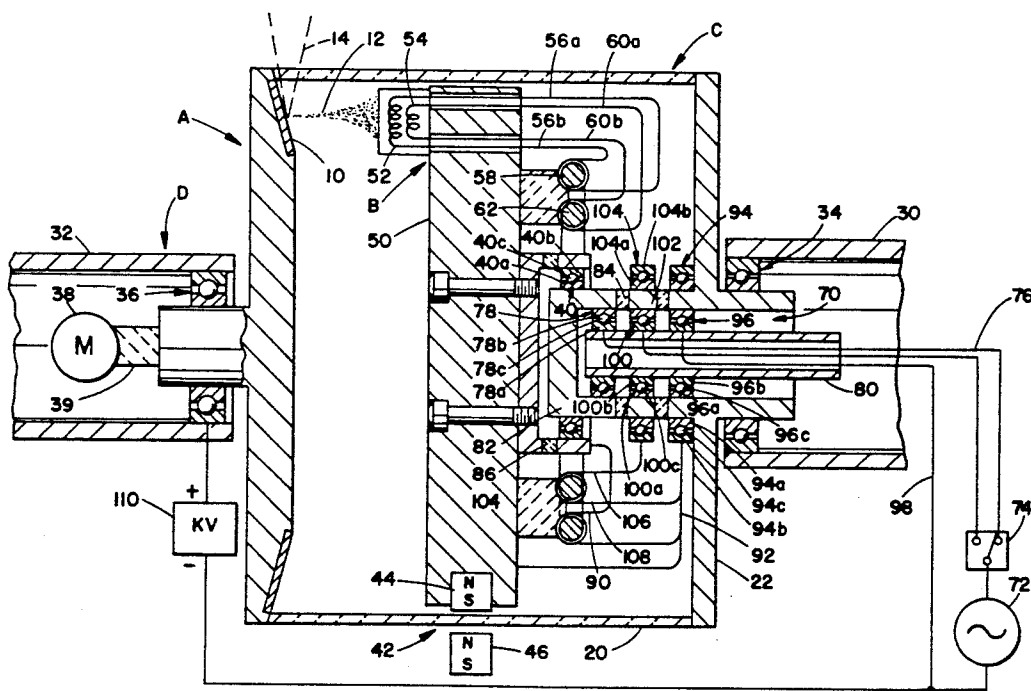 C
14 12 54 56a 60a
A
60b
56b
10 52 58
D B
62 104 104b 94
32 50 40b 104a 102 34 30
40c
40a 84
38 36 78 40 96 70 76
M 78b 100
78c
39 78a 96b 80
100b 96a
82 96c
86 100c
+ 104 100a 94a
110 KV 106 94c 98
- 108 94b 74
92
44 N S 90 22 72
42 N S 46 20